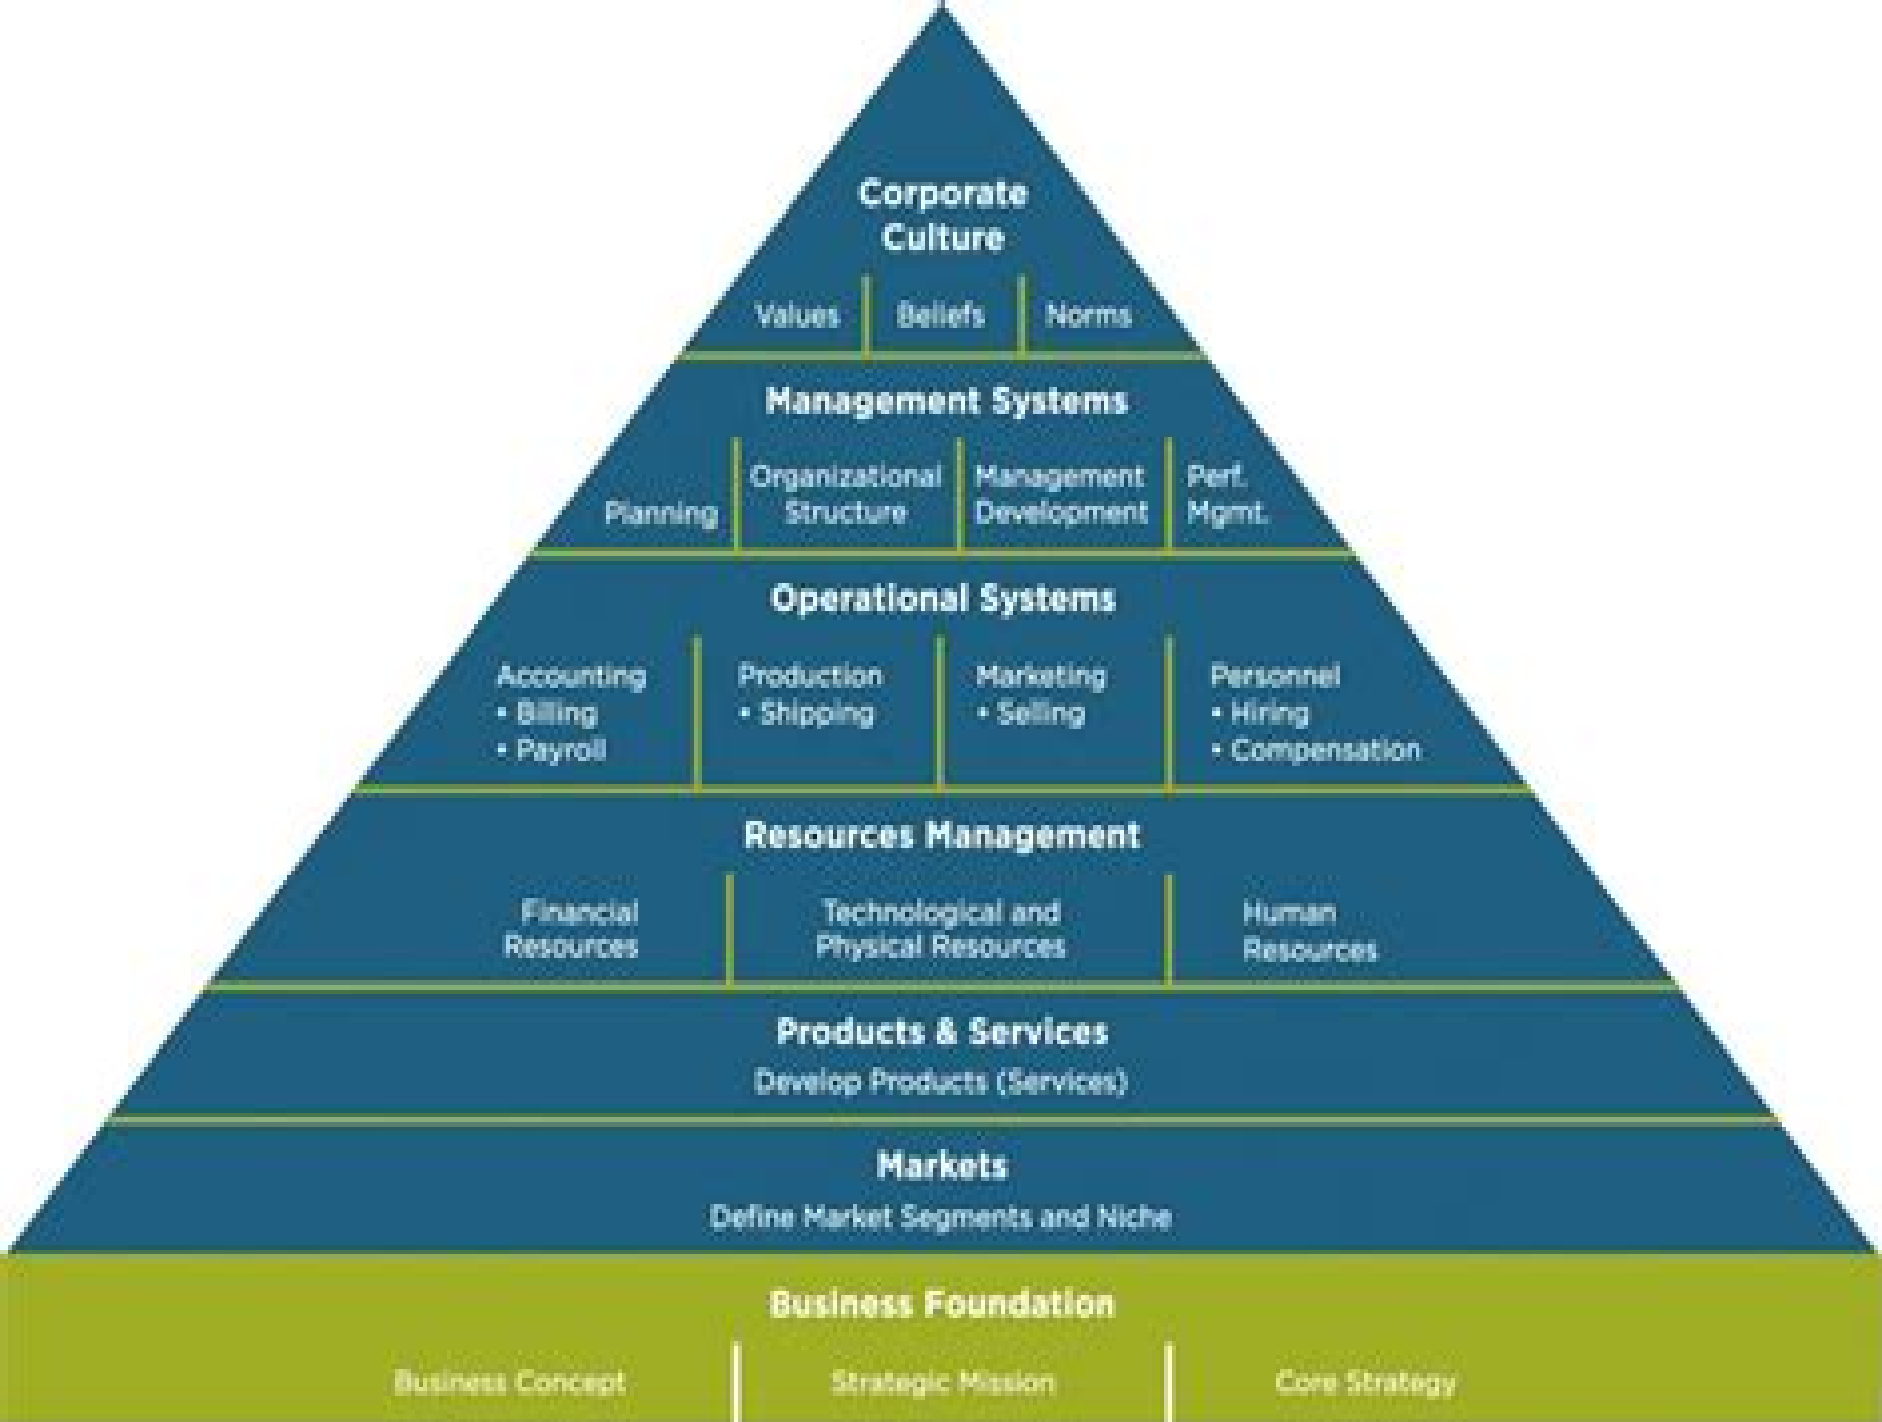 Corporate
Culture
Values Beliefs Norms
Management Systems
Planning
Organizational
Structure
Management
Development
Perf.
Mgmt.
Operational Systems
Accounting
• Billing
• Payroll
Production
• Shipping
Marketing
• Selling
Personnel
• Hiring
• Compensation
Resources Management
Financial
Resources
Technological and
Physical Resources
Human
Resources
Products & Services
Develop Products (Services)
Markets
Define Market Segments and Niche
Business Foundation
Business Concept Strategic Mission Core Strategy